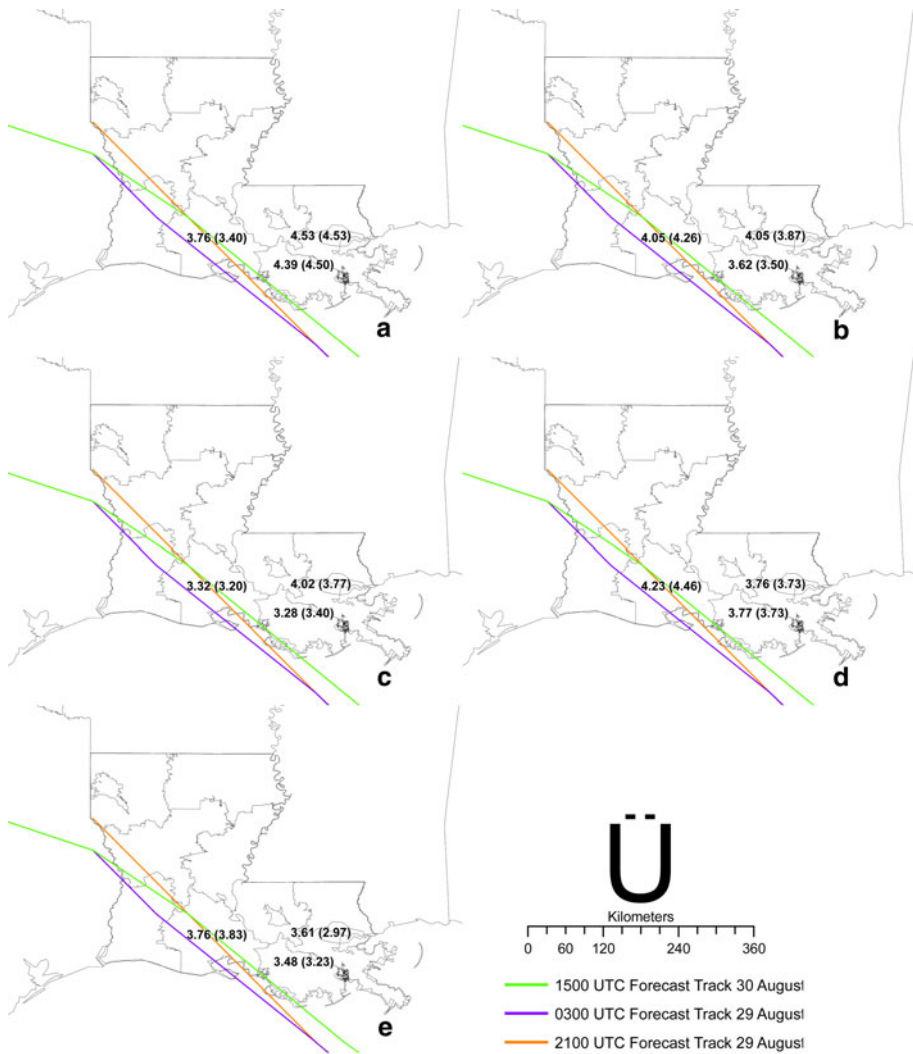 3.76 (3.40)
4.53 (4.53)
4.39 (4.50)
a
4.05 (4.26)
4.05 (3.87)
3.62 (3.50)
b
3.32 (3.20)
4.02 (3.77)
3.28 (3.40)
c
4.23 (4.46)
3.76 (3.73)
3.77 (3.73)
d
3.76 (3.83)
3.61 (2.97)
3.48 (3.23)
e
Ü
Kilometers
0 60 120 240 360
1500 UTC Forecast Track 30 August
0300 UTC Forecast Track 29 August
2100 UTC Forecast Track 29 August